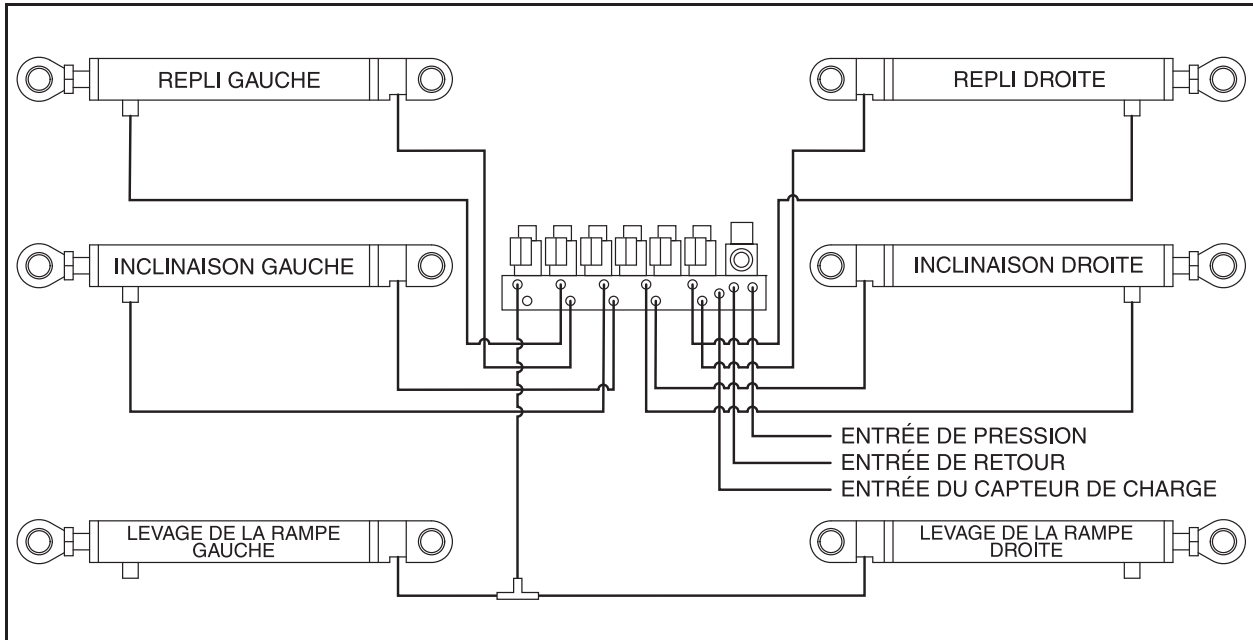 REPLI GAUCHE
REPLI DROITE
INCLINAISON GAUCHE
INCLINAISON DROITE
ENTRÉE DE PRESSION
ENTRÉE DE RETOUR
ENTRÉE DU CAPTEUR DE CHARGE
LEVAGE DE LA RAMPE
GAUCHE
LEVAGE DE LA RAMPE
DROITE